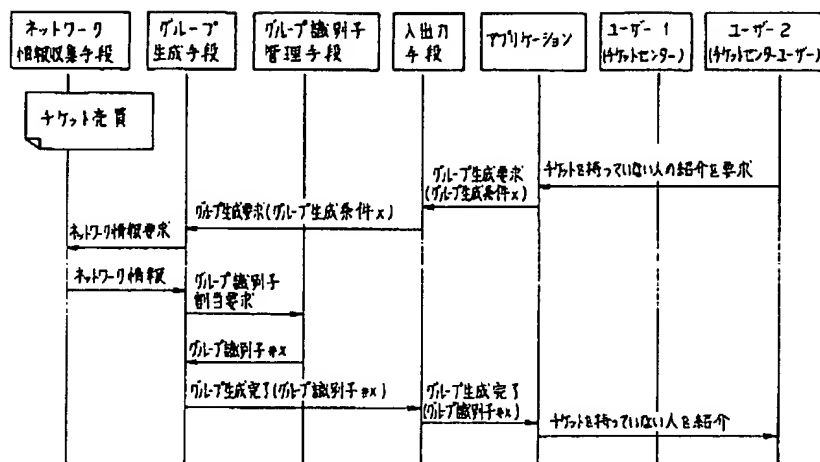 ネットワーク
情報収集手段
グループ
生成手段
グループ識別子
管理手段
入出力
手段
アプリケーション
ユーザー1
(チケットセンター)
ユーザー2
(チケットセンターユーザー)
チケット売買
チケットを持っていない人の紹介を要求
グループ生成要求
(グループ生成条件x)
グループ生成要求(グループ生成条件x)
ネットワーク情報要求
ネットワーク情報
グループ識別子
割当要求
グループ識別子#x
グループ生成完了(グループ識別子#x)
グループ生成完了
(グループ識別子#x)
チケットを持っていない人を紹介